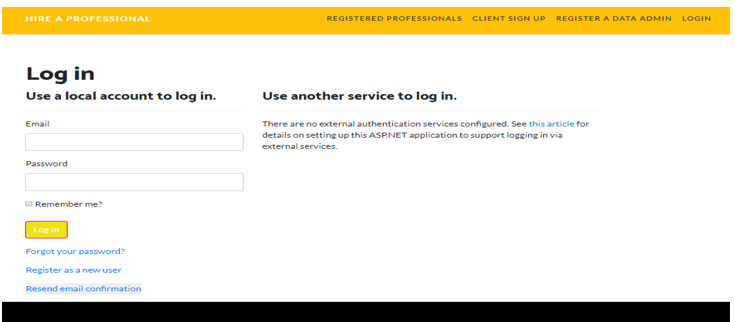 HIRE A PROFESSIONAL
REGISTERED PROFESSIONALS CLIENT SIGN UP REGISTER A DATA ADMIN LOGIN
Log in
Use a local account to log in.
Email
Password
Remember me?
Log in
Forgot your password?
Register as a new user
Resend email confirmation
Use another service to log in.
There are no external authentication services configured. See this article for
details on setting up this ASP.NET application to support logging in via
external services.